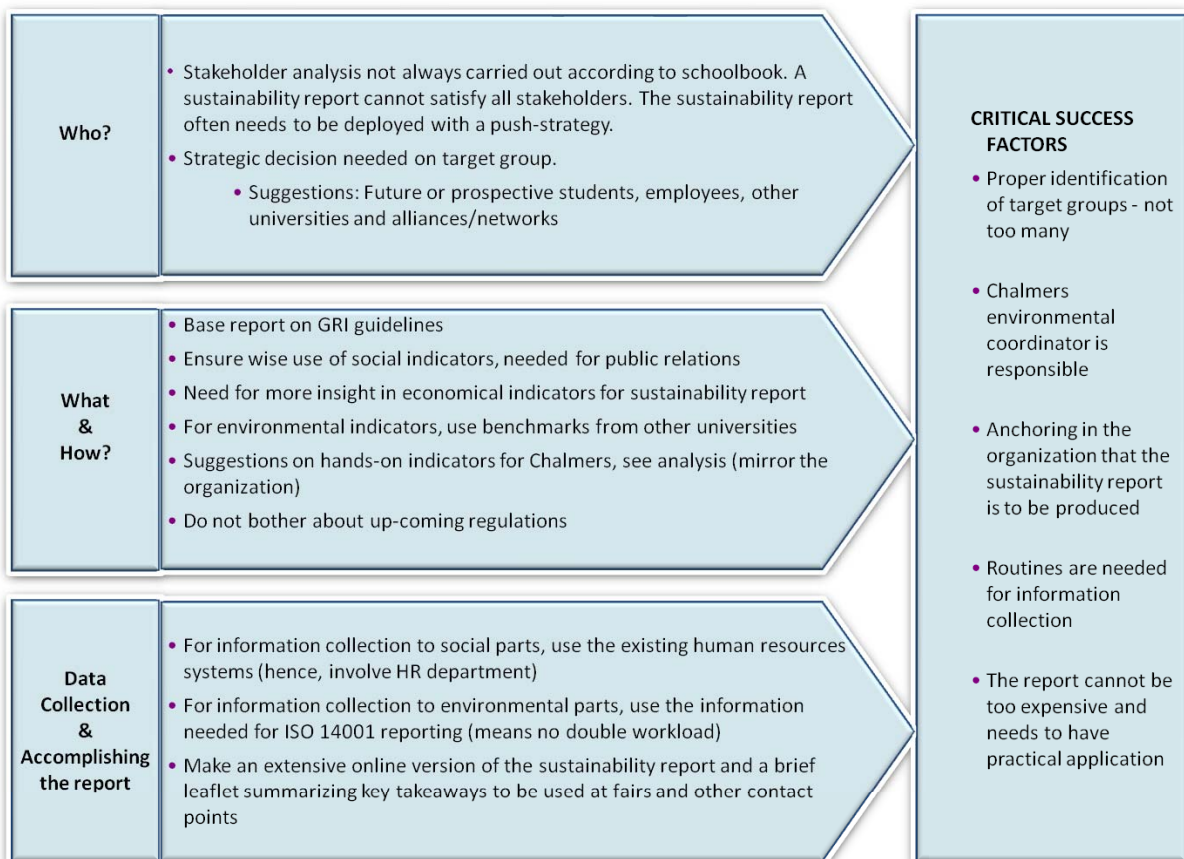 Who?
• Stakeholder analysis not always carried out according to schoolbook. A
sustainability report cannot satisfy all stakeholders. The sustainability report
often needs to be deployed with a push-strategy.
• Strategic decision needed on target group.
• Suggestions: Future or prospective students, employees, other
universities and alliances/networks
What
&
How?
• Base report on GRI guidelines
• Ensure wise use of social indicators, needed for public relations
• Need for more insight in economical indicators for sustainability report
• For environmental indicators, use benchmarks from other universities
• Suggestions on hands-on indicators for Chalmers, see analysis (mirror the
organization)
• Do not bother about up-coming regulations
Data
Collection
&
Accomplishing
the report
• For information collection to social parts, use the existing human resources
systems (hence, involve HR department)
• For information collection to environmental parts, use the information
needed for ISO 14001 reporting (means no double workload)
• Make an extensive online version of the sustainability report and a brief
leaflet summarizing key takeaways to be used at fairs and other contact
points
CRITICAL SUCCESS
FACTORS
• Proper identification
of target groups - not
too many
• Chalmers
environmental
coordinator is
responsible
• Anchoring in the
organization that the
sustainability report
is to be produced
• Routines are needed
for information
collection
• The report cannot be
too expensive and
needs to have
practical application